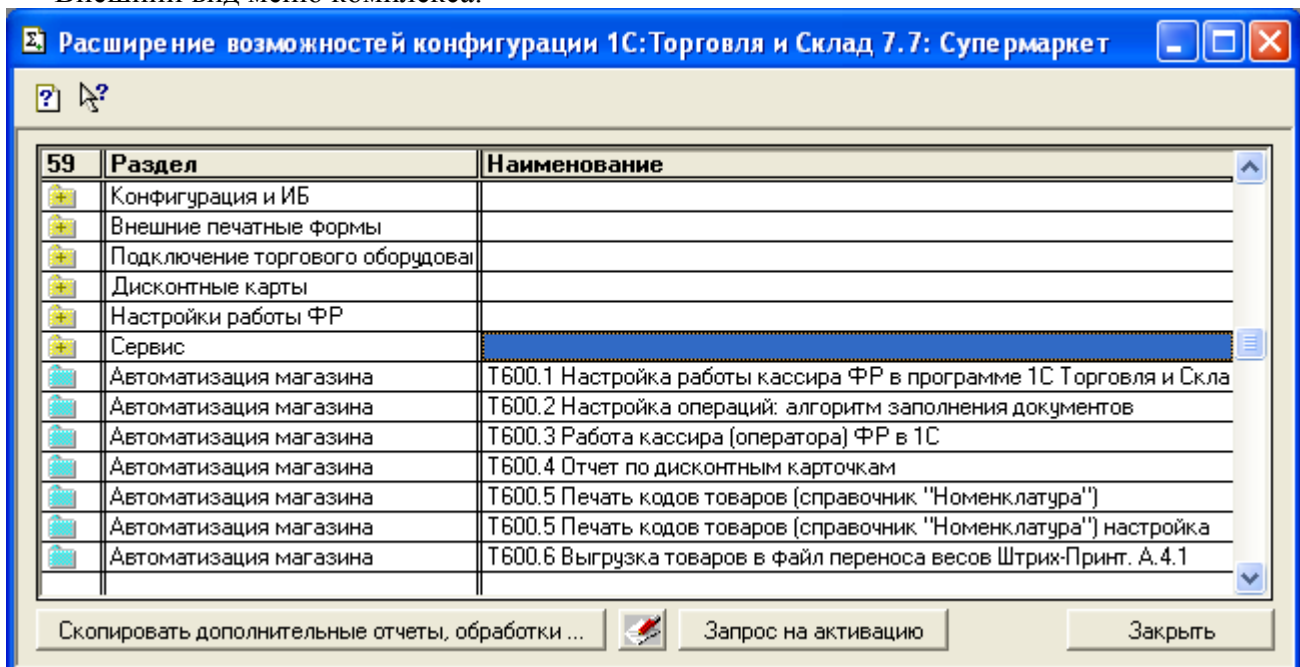 Внешний вид меню комплекса:
Расширение возможностей конфигурации 1С:Торговля и Склад 7.7: Супермаркет
59 Раздел Наименование
Конфигурация и ИБ
Внешние печатные формы
Подключение торгового оборудован
Дисконтные карты
Настройки работы ФР
Сервис
Автоматизация магазина Т600.1 Настройка работы кассира ФР в программе 1С Торговля и Скла
Автоматизация магазина Т600.2 Настройка операций: алгоритм заполнения документов
Автоматизация магазина Т600.3 Работа кассира (оператора) ФР в 1С
Автоматизация магазина Т600.4 Отчет по дисконтным карточкам
Автоматизация магазина Т600.5 Печать кодов товаров (справочник "Номенклатура")
Автоматизация магазина Т600.5 Печать кодов товаров (справочник "Номенклатура") настройка
Автоматизация магазина Т600.6 Выгрузка товаров в файл переноса весов Штрих-Принт. А.4.1
Скопировать дополнительные отчеты, обработки ... Запрос на активацию Закрыть